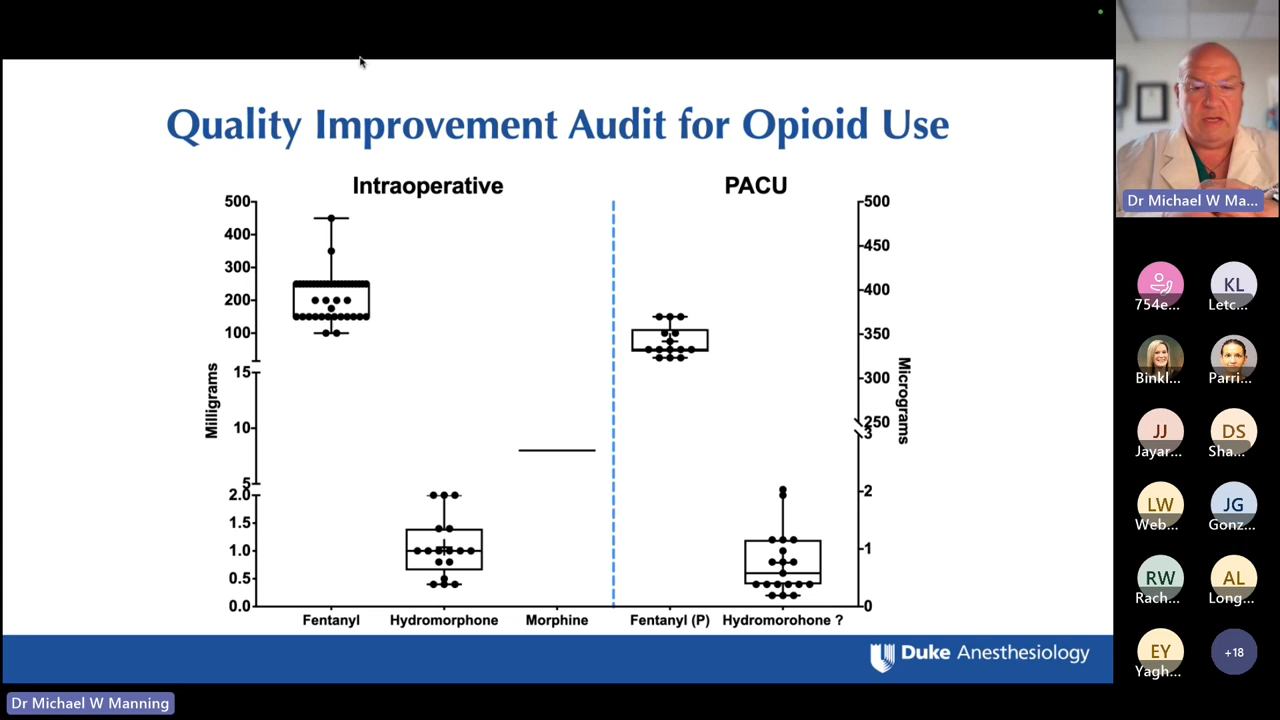 Quality Improvement Audit for Opioid Use
Intraoperative
PACU
500
400
300
200
100
15
10
5
2.0
1.5
1.0
0.5
0.0
Milligrams
500
450
400
350
300
250
3
2
1
0
Micrograms
Fentanyl
Hydromorphone
Morphine
Fentanyl (P)
Hydromorohone ?
Duke Anesthesiology
Dr Michael W Manning
Dr Michael W Ma...
754e...
KL
Letc...
Binkl...
Parri...
JJ
Jayar...
DS
Sha...
LW
Web...
JG
Gonz...
RW
Rach...
AL
Long...
EY
Yagh...
+18